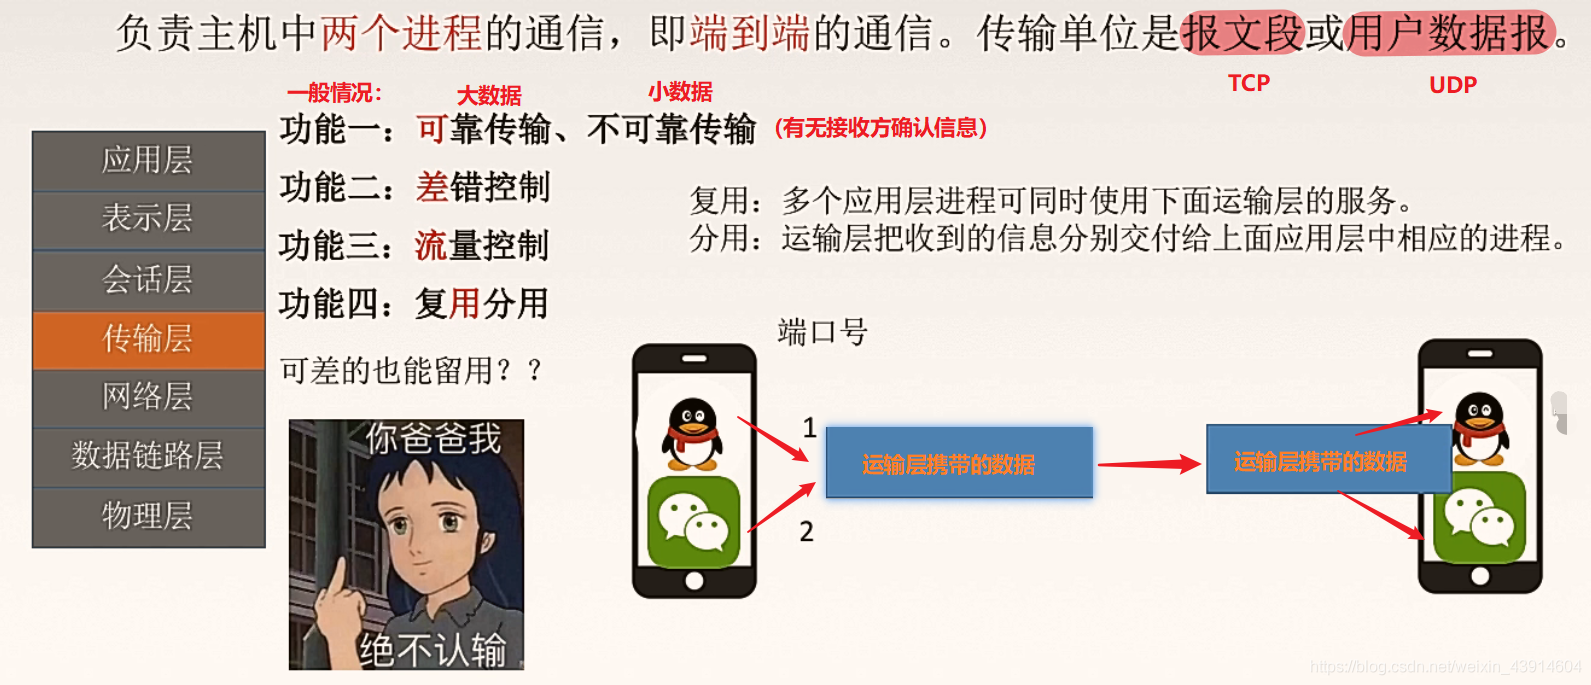 负责主机中两个进程的通信，即端到端的通信。传输单位是报文段或用户数据报。
TCP
UDP
一般情况：
大数据
小数据
功能一：可靠传输、不可靠传输
（有无接收方确认信息）
功能二：差错控制
功能三：流量控制
功能四：复用分用
可差的也能留用？？
应用层
表示层
会话层
传输层
网络层
数据链路层
物理层
复用：多个应用层进程可同时使用下面运输层的服务。
分用：运输层把收到的信息分别交付给上面应用层中相应的进程。
端口号
1
2
运输层携带的数据
运输层携带的数据
你爸爸我
绝不认输
https://blog.csdn.net/weixin_43914604